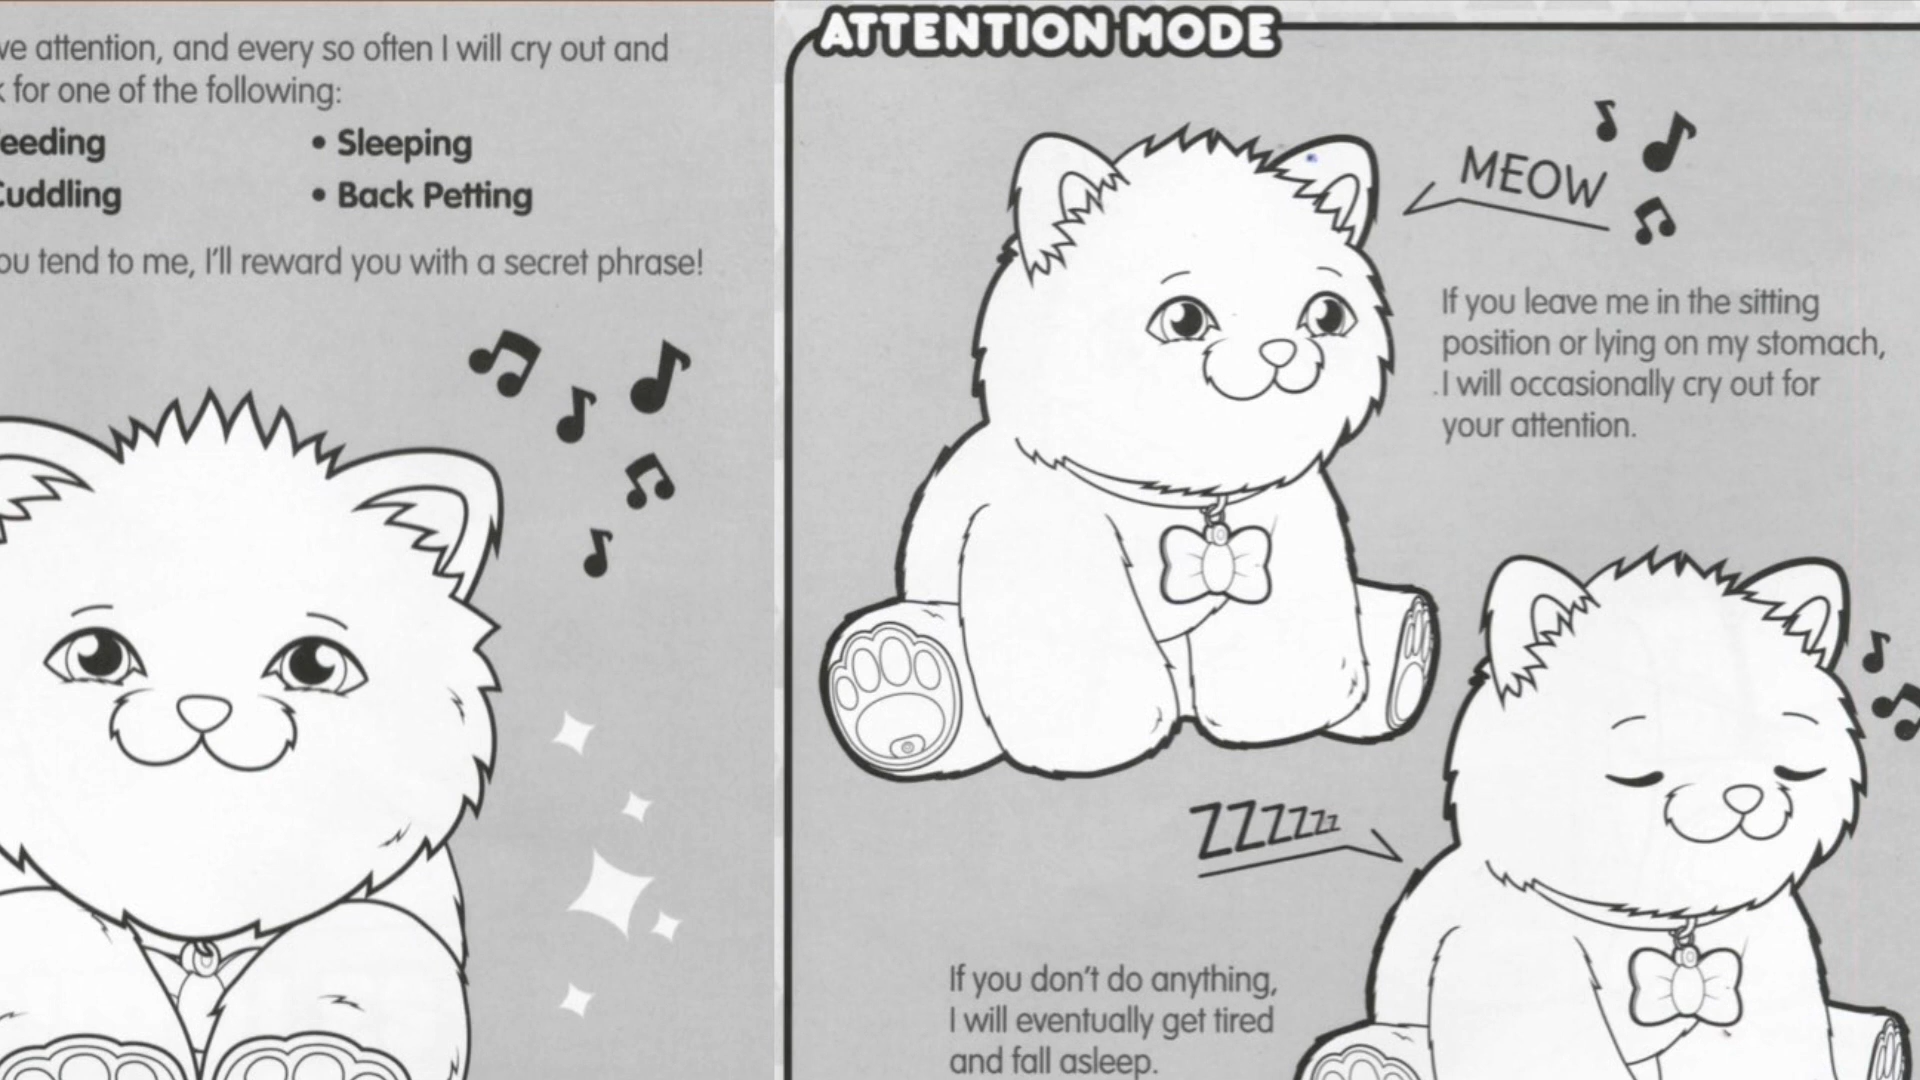 ve attention, and every so often I will cry out and
k for one of the following:
eeding
• Sleeping
Cuddling
• Back Petting
ou tend to me, I'll reward you with a secret phrase!
ATTENTION MODE
MEOW
If you leave me in the sitting
position or lying on my stomach,
I will occasionally cry out for
your attention.
ZZZZZZZ
If you don't do anything,
I will eventually get tired
and fall asleep.